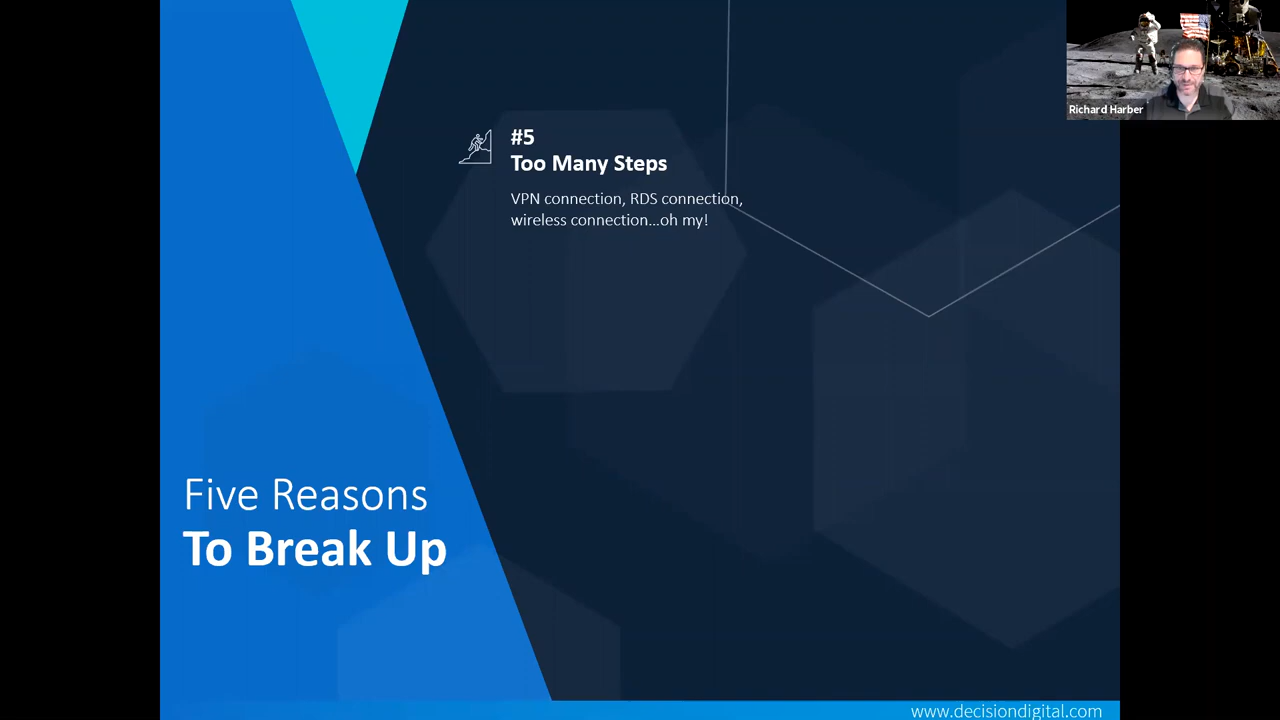 Richard Harber
#5
Too Many Steps
VPN connection, RDS connection,
wireless connection...oh my!
Five Reasons
To Break Up
www.decisiondigital.com